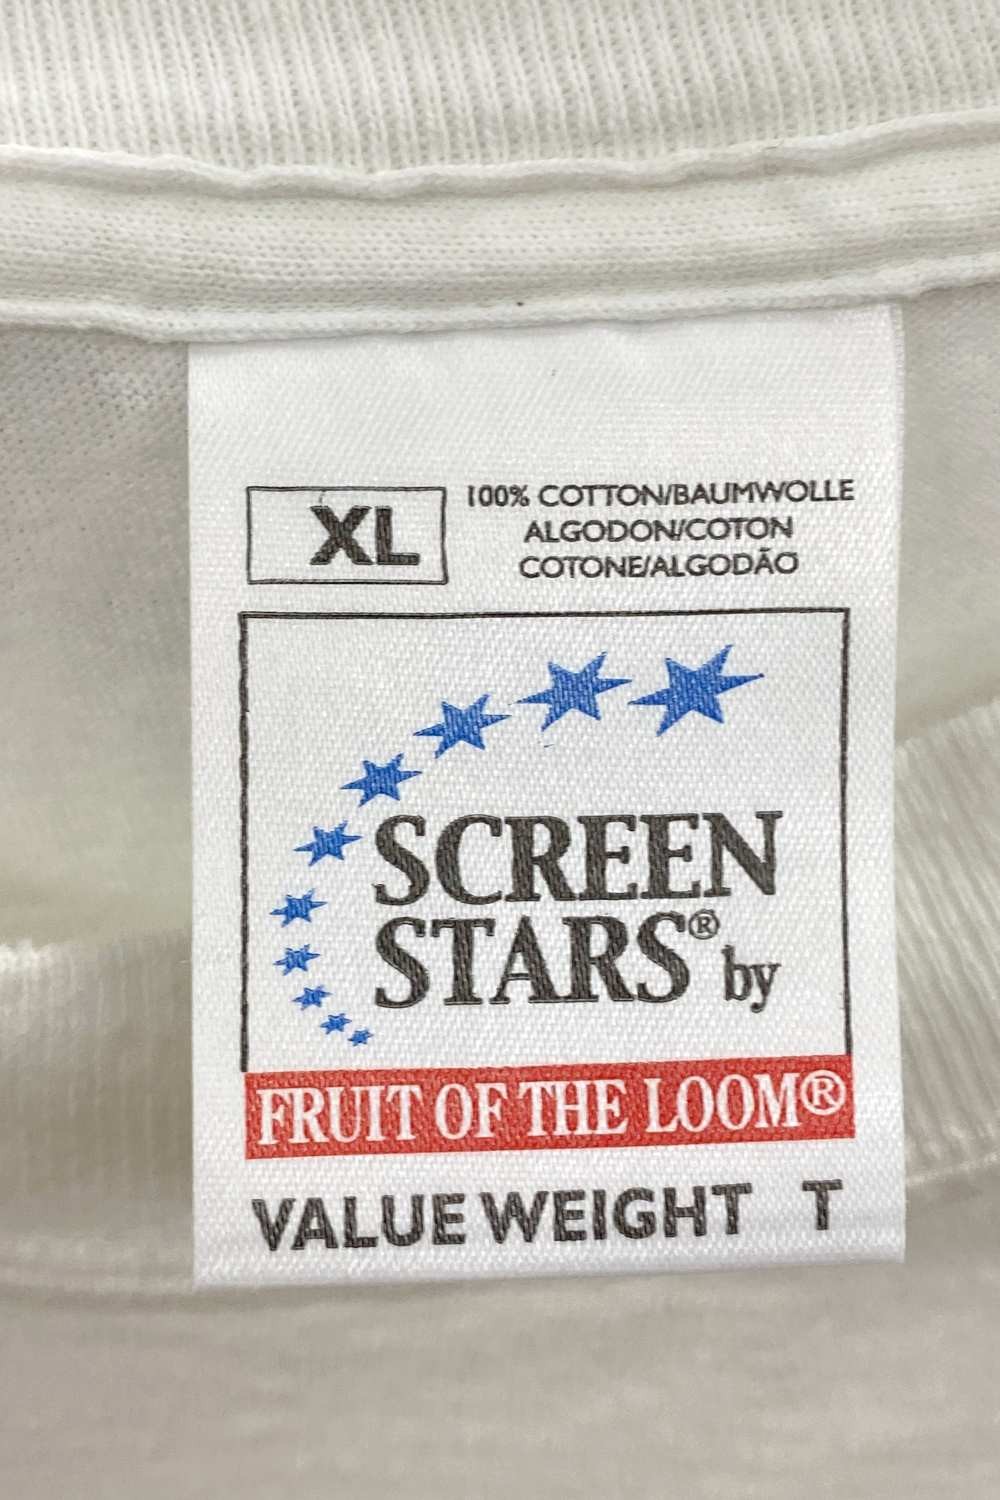 XL
100% COTTON/BAUMWOLLE
ALGODON/COTON
COTONE/ALGODÃO
SCREEN
STARS® by
FRUIT OF THE LOOM®
VALUE WEIGHT T